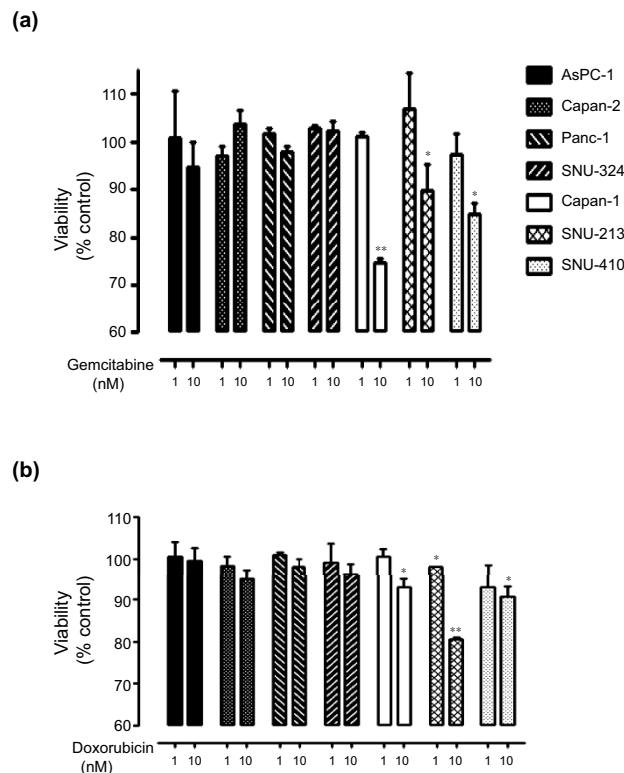 (a)
110
100
90
80
70
60
Viability
(% control)
*
*
**
Gemcitabine
(nM)
1 10 1 10 1 10 1 10 1 10 1 10 1 10
AsPC-1
Capan-2
Panc-1
SNU-324
Capan-1
SNU-213
SNU-410
(b)
110
100
90
80
70
60
Viability
(% control)
* * ** *
Doxorubicin
(nM)
1 10 1 10 1 10 1 10 1 10 1 10 1 10